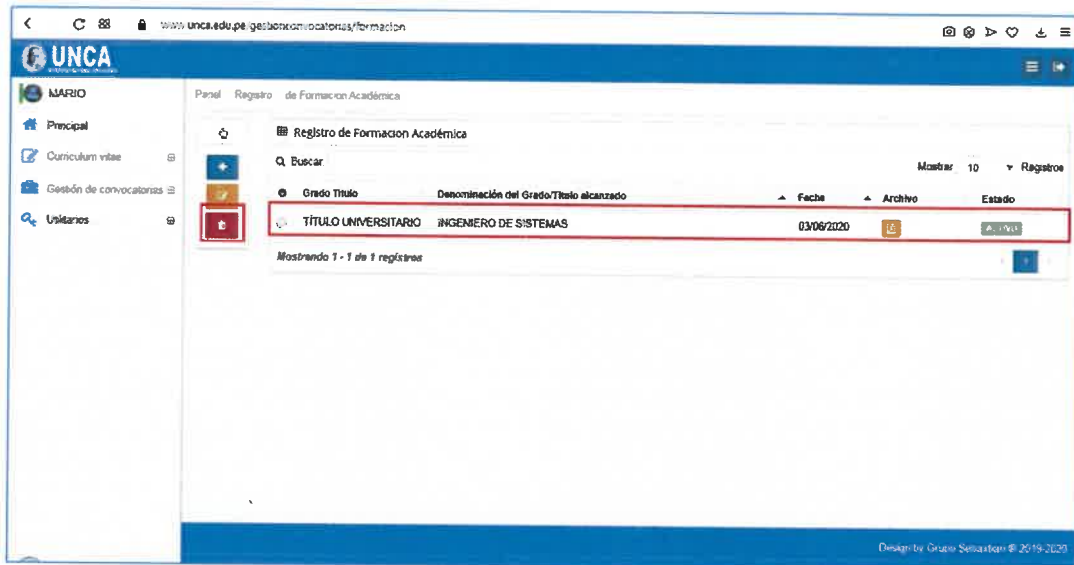 www.unca.edu.pe/gestionconvocatorias/formacion
UNCA
MARIO
Principal
Curriculum vitae
Gestión de convocatorias
Utilitarios
Panel Registro de Formacion Académica
Registro de Formacion Académica
Buscar
Mostrar 10 Registros
Grado Titulo Denominación del Grado/Titulo alcanzado Fecha Archivo Estado
TÍTULO UNIVERSITARIO INGENIERO DE SISTEMAS 03/06/2020 ACTIVO
Mostrando 1 - 1 de 1 registros
1
Design by Grupo Sebastian © 2019-2020